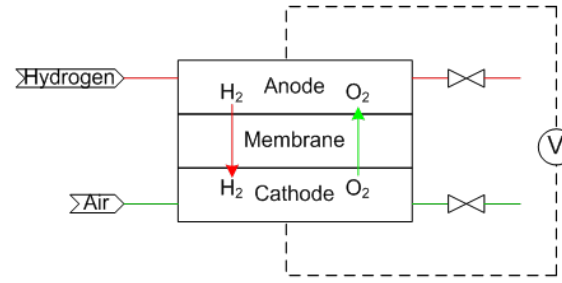 Hydrogen
Anode
H₂
O₂
Membrane
V
H₂
O₂
Cathode
Air